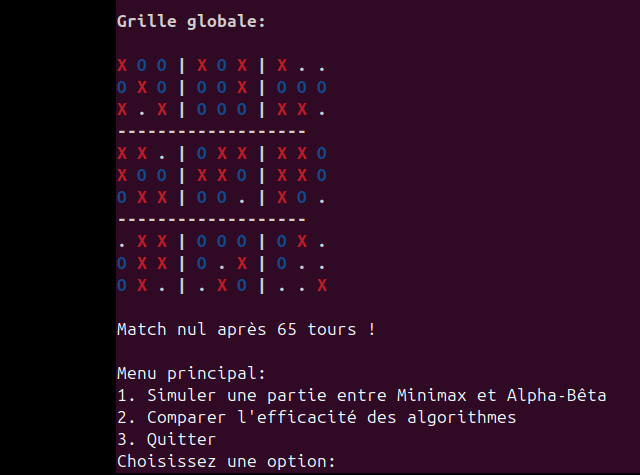 Grille globale:
X O O | X O X | X . .
O X O | O O X | O O O
X . X | O O O | X X .
-------------------
X X . | O X X | X X O
X O O | X X O | X X O
O X X | O O . | X O .
-------------------
. X X | O O O | O X .
O X X | O . X | O . .
O X . | . X O | . . X
Match nul après 65 tours !
Menu principal:
1. Simuler une partie entre Minimax et Alpha-Bêta
2. Comparer l'efficacité des algorithmes
3. Quitter
Choisissez une option: